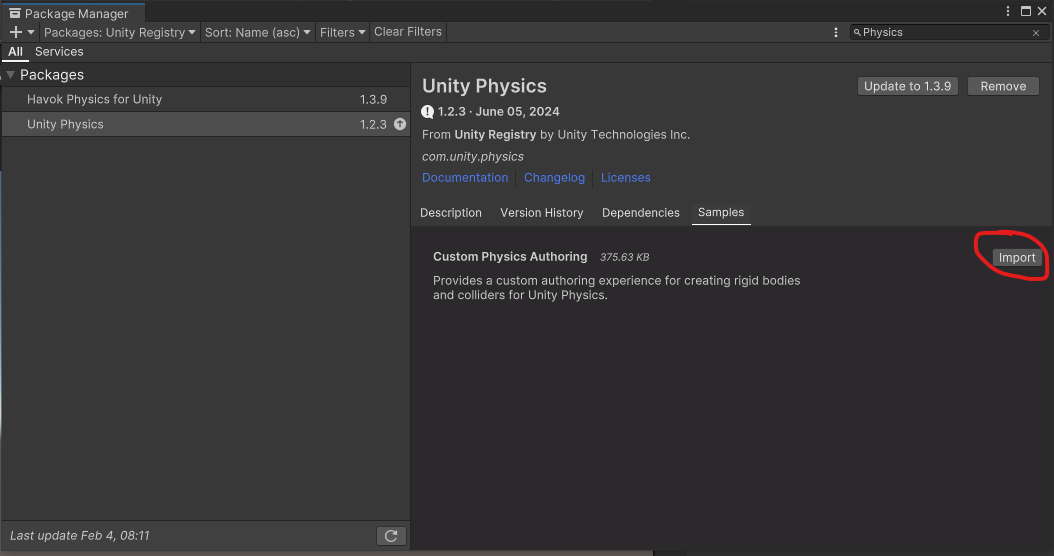 Package Manager
Packages: Unity Registry Sort: Name (asc) Filters Clear Filters Physics
All Services
Packages
Havok Physics for Unity 1.3.9
Unity Physics 1.2.3
Unity Physics Update to 1.3.9 Remove
1.2.3 · June 05, 2024
From Unity Registry by Unity Technologies Inc.
com.unity.physics
Documentation Changelog Licenses
Description Version History Dependencies Samples
Custom Physics Authoring 375.63 KB Import
Provides a custom authoring experience for creating rigid bodies
and colliders for Unity Physics.
Last update Feb 4, 08:11